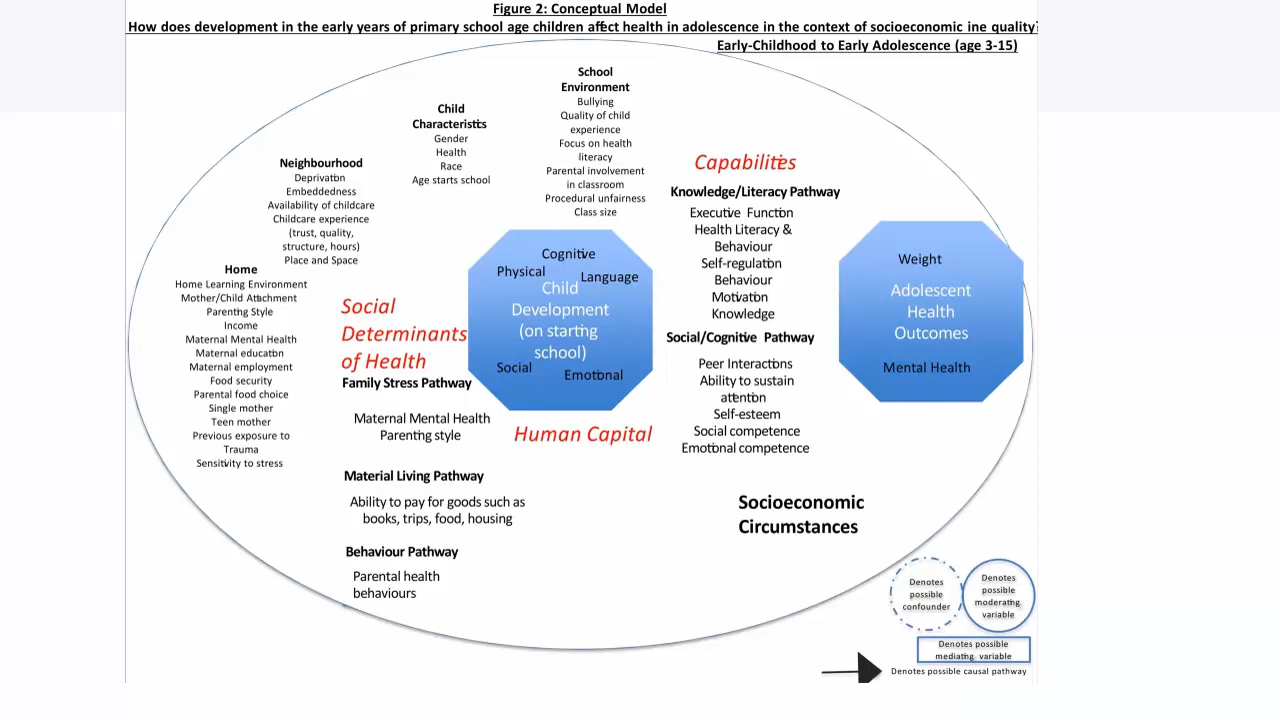 Figure 2: Conceptual Model
How does development in the early years of primary school age children affect health in adolescence in the context of socioeconomic ine quality?
Early-Childhood to Early Adolescence (age 3-15)
School
Environment
Bullying
Quality of child
experience
Focus on health
literacy
Parental involvement
in classroom
Procedural unfairness
Class size
Child
Characteristics
Gender
Health
Race
Age starts school
Neighbourhood
Deprivation
Embeddedness
Availability of childcare
Childcare experience
(trust, quality,
structure, hours)
Place and Space
Home
Home Learning Environment
Mother/Child Attachment
Parenting Style
Income
Maternal Mental Health
Maternal education
Maternal employment
Food security
Parental food choice
Single mother
Teen mother
Previous exposure to
Trauma
Sensitivity to stress
Social
Determinants
of Health
Family Stress Pathway
Maternal Mental Health
Parenting style
Material Living Pathway
Ability to pay for goods such as
books, trips, food, housing
Behaviour Pathway
Parental health
behaviours
Cognitive
Physical
Language
Child
Development
(on starting
school)
Social
Emotional
Human Capital
Capabilities
Knowledge/Literacy Pathway
Executive Function
Health Literacy &
Behaviour
Self-regulation
Behaviour
Motivation
Knowledge
Social/Cognitive Pathway
Peer Interactions
Ability to sustain
attention
Self-esteem
Social competence
Emotional competence
Weight
Adolescent
Health
Outcomes
Mental Health
Socioeconomic
Circumstances
Denotes
possible
confounder
Denotes
possible
moderating
variable
Denotes possible
mediating variable
Denotes possible causal pathway